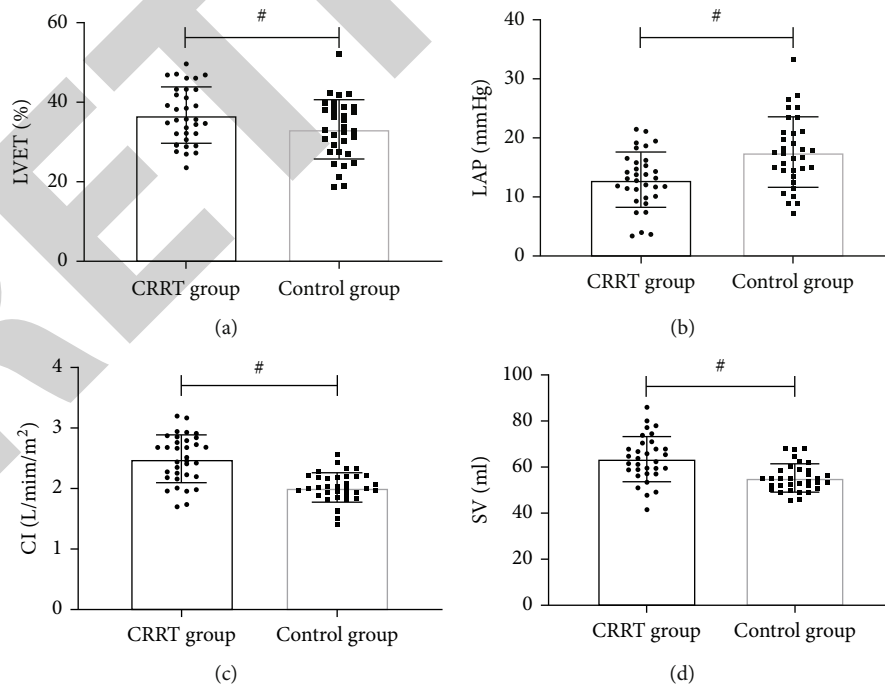 #
60
40
20
0
LVET (%)
CRRT group Control group
(a)
#
40
30
20
10
0
LAP (mmHg)
CRRT group Control group
(b)
#
4
3
2
1
0
CI (L/mim/m²)
CRRT group Control group
(c)
#
100
80
60
40
20
0
SV (ml)
CRRT group Control group
(d)
RET